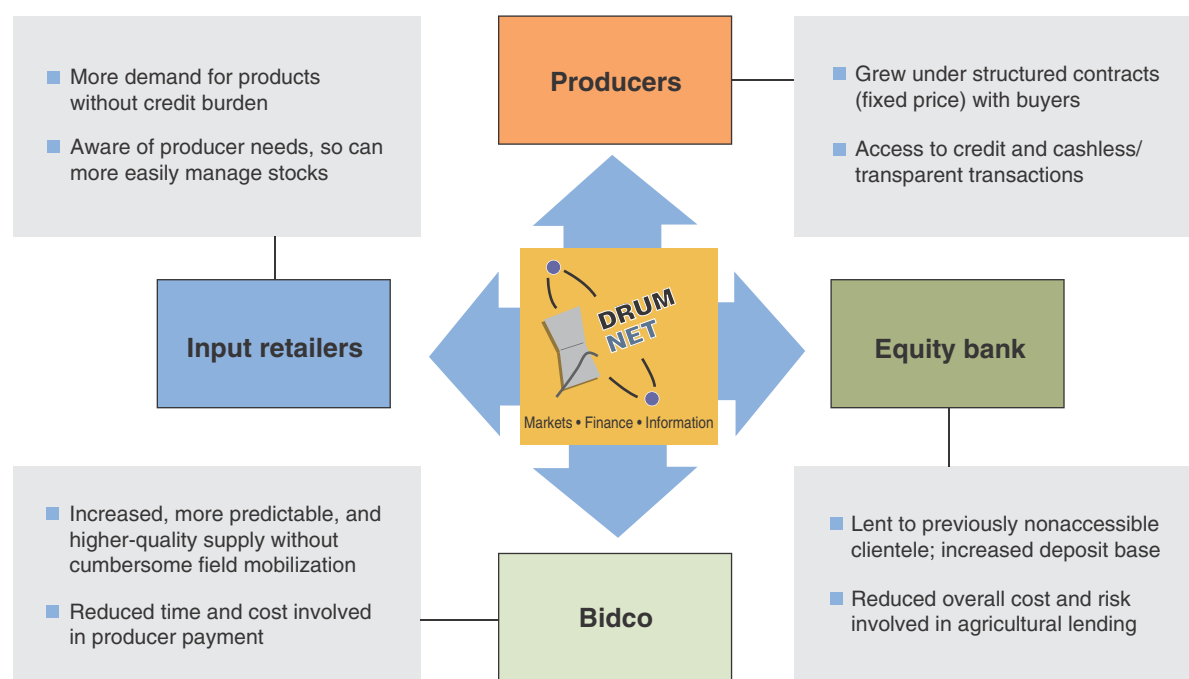 More demand for products
without credit burden
Aware of producer needs, so can
more easily manage stocks
Producers
Grew under structured contracts
(fixed price) with buyers
Access to credit and cashless/
transparent transactions
Input retailers
DRUM
NET
Markets • Finance • Information
Equity bank
Increased, more predictable, and
higher-quality supply without
cumbersome field mobilization
Reduced time and cost involved
in producer payment
Bidco
Lent to previously nonaccessible
clientele; increased deposit base
Reduced overall cost and risk
involved in agricultural lending